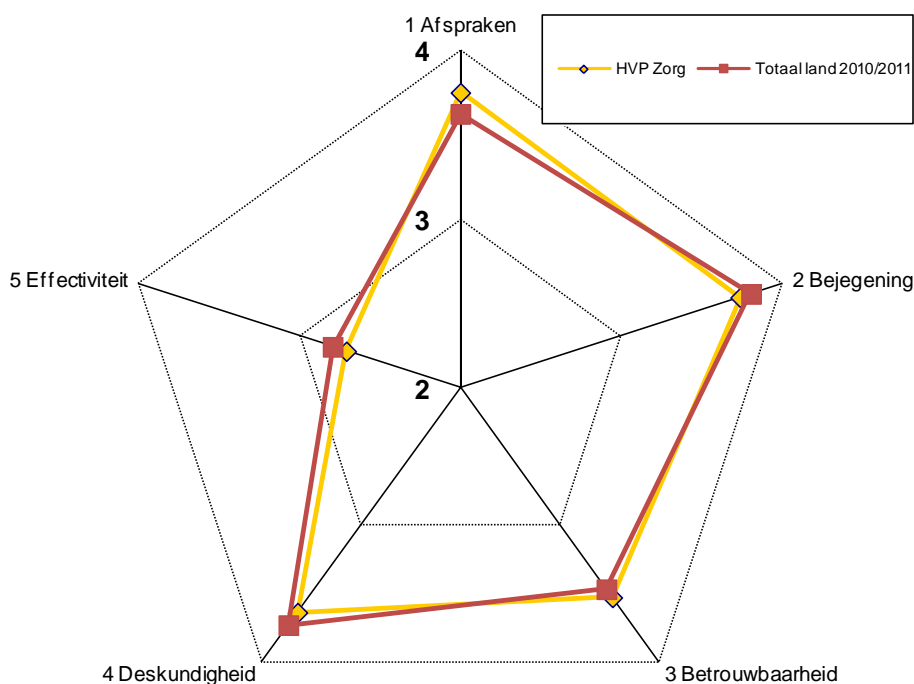 1 Afspraken
4
HVP Zorg
Totaal land 2010/2011
3
5 Effectiviteit
2 Bejegening
2
4 Deskundigheid
3 Betrouwbaarheid